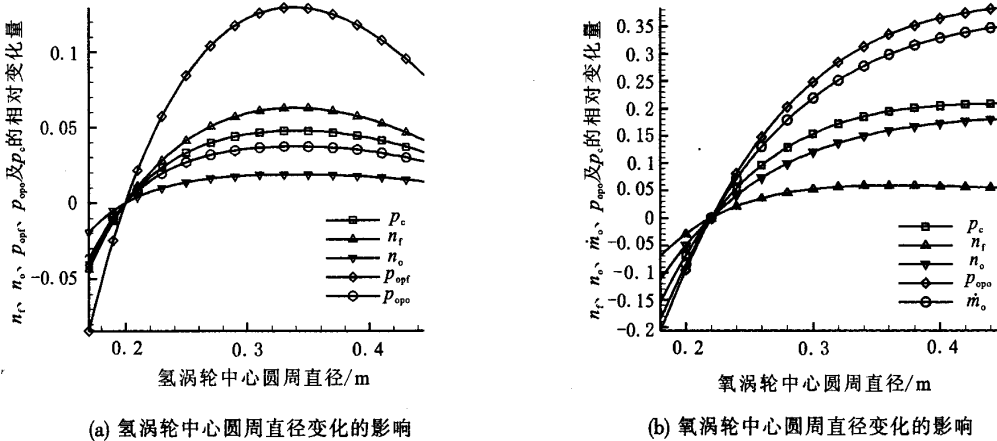 n_f、n_o、p_opf、p_opo及p_c的相对变化量
0.1
0.05
0
-0.05
p_c
n_f
n_o
p_opf
p_opo
0.2
0.3
0.4
氢涡轮中心圆周直径/m
(a) 氢涡轮中心圆周直径变化的影响
n_f、n_o、ṁ_o、p_opo及p_c的相对变化量
0.35
0.3
0.25
0.2
0.15
0.1
0.05
0
-0.05
-0.1
-0.15
-0.2
p_c
n_f
n_o
p_opo
ṁ_o
0.2
0.3
0.4
氧涡轮中心圆周直径/m
(b) 氧涡轮中心圆周直径变化的影响